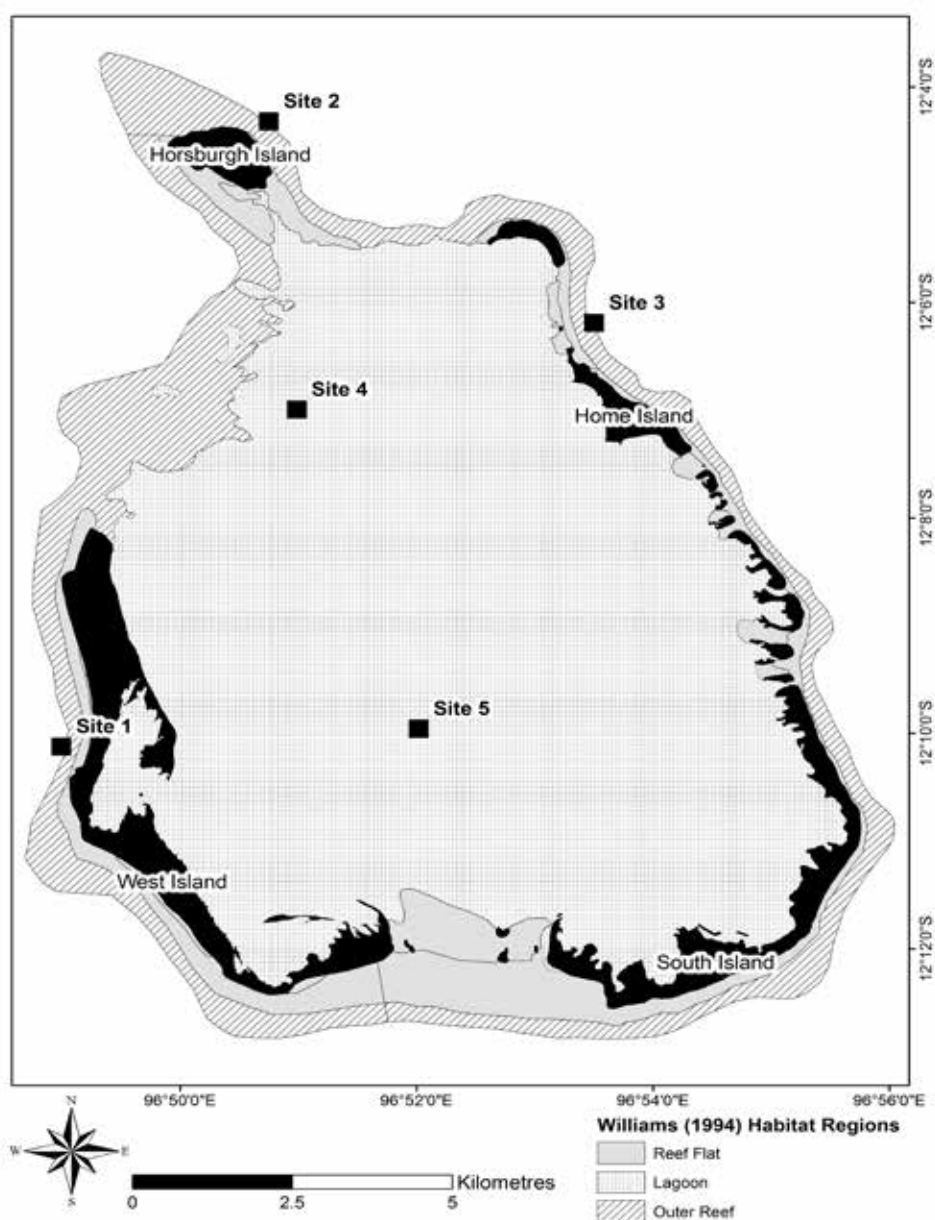 12°4'0"S
Site 2
Horsburgh Island
12°6'0"S
Site 3
Site 4
Home Island
12°8'0"S
Site 5
Site 1
12°10'0"S
West Island
12°12'0"S
South Island
96°50'0"E
96°52'0"E
96°54'0"E
96°56'0"E
N
W
E
S
Kilometres
0
2.5
5
Williams (1994) Habitat Regions
Reef Flat
Lagoon
Outer Reef